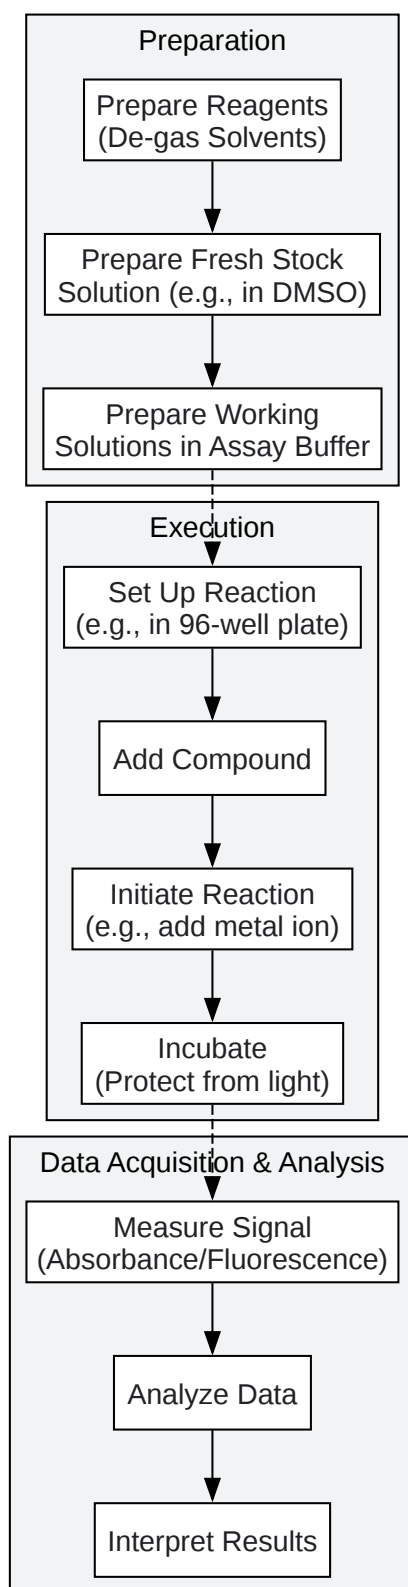 Preparation
Prepare Reagents
(De-gas Solvents)
Prepare Fresh Stock
Solution (e.g., in DMSO)
Prepare Working
Solutions in Assay Buffer
Execution
Set Up Reaction
(e.g., in 96-well plate)
Add Compound
Initiate Reaction
(e.g., add metal ion)
Incubate
(Protect from light)
Data Acquisition & Analysis
Measure Signal
(Absorbance/Fluorescence)
Analyze Data
Interpret Results